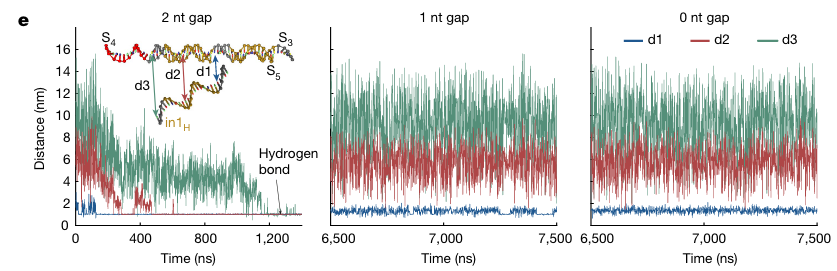 e
2 nt gap
1 nt gap
0 nt gap
Distance (nm)
16
14
12
10
8
6
4
2
0
S4
S3
S5
d3
d2
d1
in1H
Hydrogen
bond
d1
d2
d3
0
400
800
1,200
6,500
7,000
7,500
6,500
7,000
7,500
Time (ns)
Time (ns)
Time (ns)